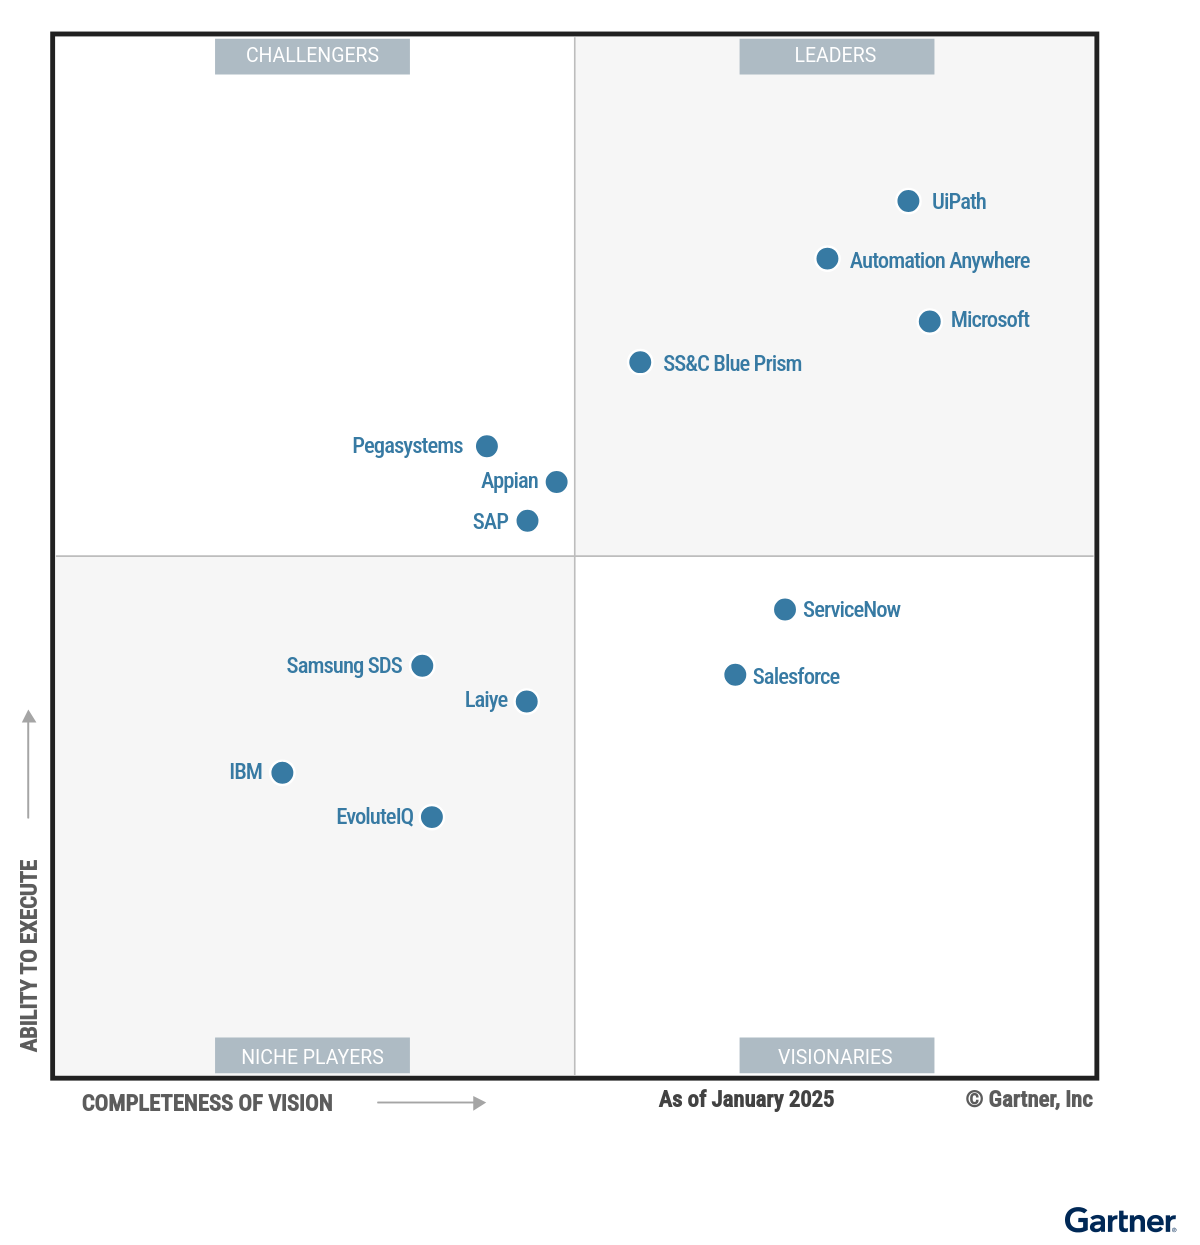 CHALLENGERS
LEADERS
UiPath
Automation Anywhere
Microsoft
SS&C Blue Prism
Pegasystems
Appian
SAP
ServiceNow
Samsung SDS
Salesforce
Laiye
IBM
EvoluteIQ
ABILITY TO EXECUTE
NICHE PLAYERS
VISIONARIES
COMPLETENESS OF VISION
As of January 2025
© Gartner, Inc
Gartner®